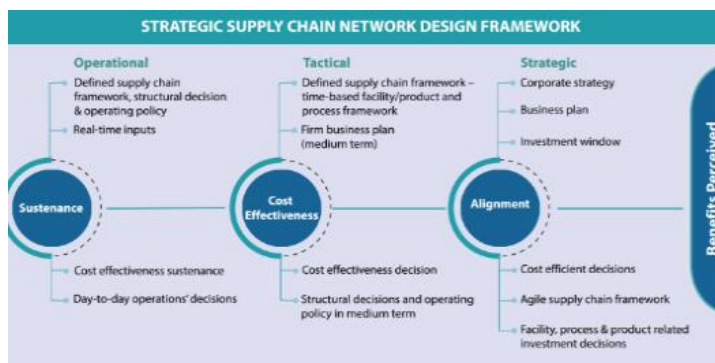 STRATEGIC SUPPLY CHAIN NETWORK DESIGN FRAMEWORK
Operational
Defined supply chain
framework, structural decision
& operating policy
Real-time inputs
Sustenance
Cost effectiveness sustenance
Day-to-day operations' decisions
Tactical
Defined supply chain framework –
time-based facility/product and
process framework
Firm business plan
(medium term)
Cost
Effectiveness
Cost effectiveness decision
Structural decisions and operating
policy in medium term
Strategic
Corporate strategy
Business plan
Investment window
Alignment
Cost efficient decisions
Agile supply chain framework
Facility, process & product related
investment decisions
Benefits Perceived